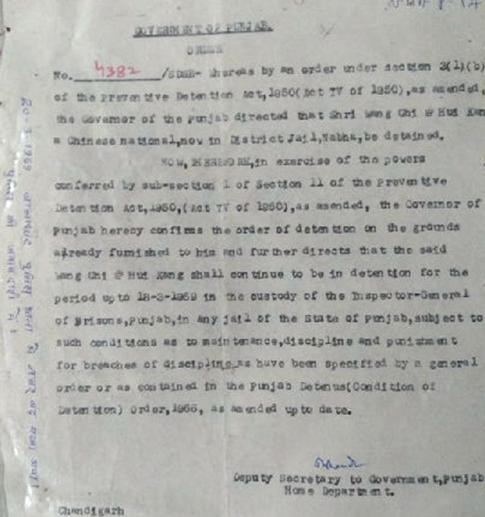 GOVERNMENT OF PUNJAB.
ORDER
No. 4382 /SDSB- Whereas by an order under section 3(1)(b)
of the Preventive Detention Act,1950(Act IV of 1950),as amended,
the Governor of the Punjab directed that Shri Wang Chi @ Hui Kang
a Chinese national,now in District Jail,Nabha,be detained.
NOW, THEREFORE,in exercise of the powers
conferred by sub-section 1 of Section 11 of the Preventive
Detention Act,1950,(Act IV of 1950),as amended, the Governor of
Punjab hereby confirms the order of detention on the grounds
already furnished to him and further directs that the said
Wang Chi @ Hui Kang shall continue to be in detention for the
period upto 18-3-1969 in the custody of the Inspector-General
of Prisons,Punjab,in any jail of the State of Punjab,subject to
such conditions as to maintenance,discipline and punishment
for breaches of discipline,as have been specified by a general
order or as contained in the Punjab Detenus(Condition of
Detention) Order,1966, as amended upto date.
Deputy Secretary to Government,Punjab
Home Department.
Chandigarh